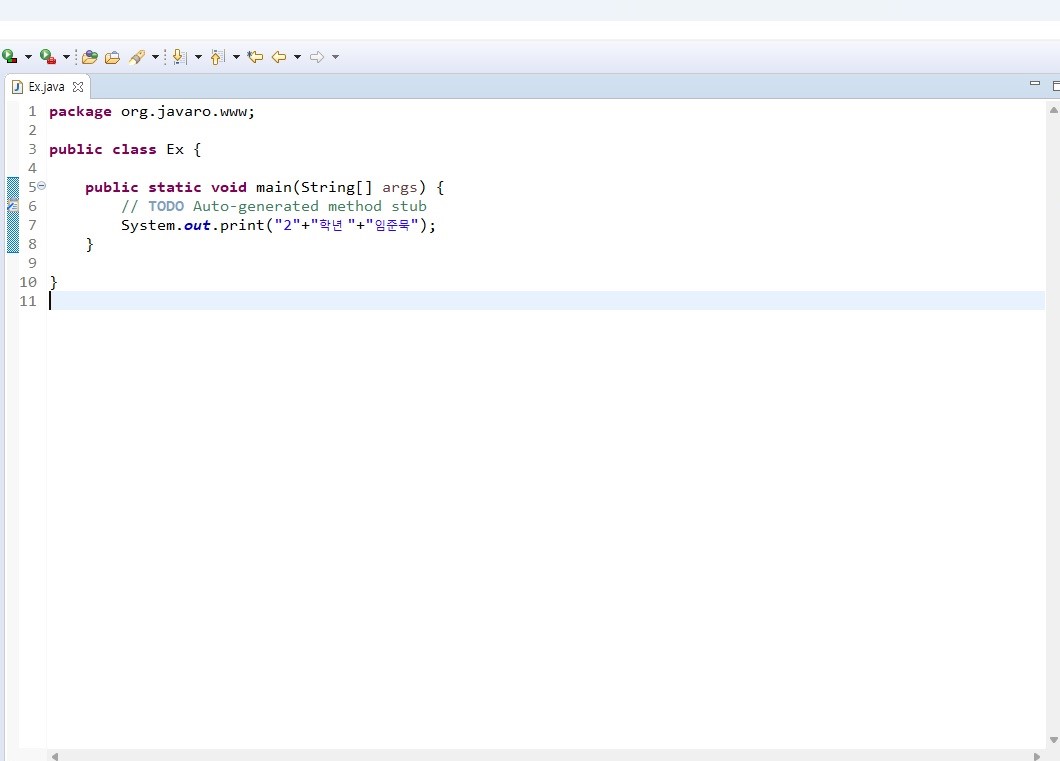 Ex.java
1 package org.javaro.www;
2
3 public class Ex {
4
5 public static void main(String[] args) {
6 // TODO Auto-generated method stub
7 System.out.print("2"+"학년 "+"임준묵");
8 }
9
10 }
11